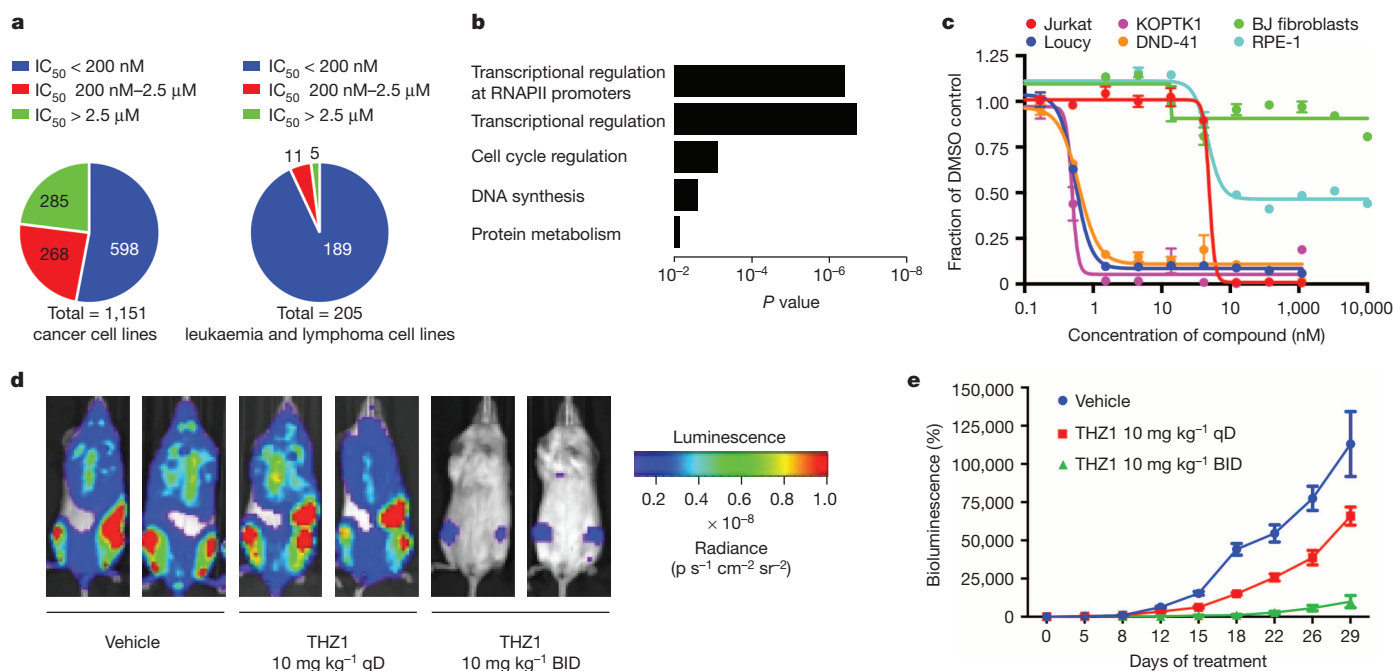 a
IC50 < 200 nM
IC50 200 nM–2.5 μM
IC50 > 2.5 μM
285
268
598
Total = 1,151
cancer cell lines
IC50 < 200 nM
IC50 200 nM–2.5 μM
IC50 > 2.5 μM
11
5
189
Total = 205
leukaemia and lymphoma cell lines
b
Transcriptional regulation
at RNAPII promoters
Transcriptional regulation
Cell cycle regulation
DNA synthesis
Protein metabolism
10−2 10−4 10−6 10−8
P value
c
Jurkat KOPTK1 BJ fibroblasts
Loucy DND-41 RPE-1
Fraction of DMSO control
1.25
1.00
0.75
0.50
0.25
0
0.1 1 10 10 1,000 10,000
Concentration of compound (nM)
d
Vehicle
THZ1
10 mg kg−1 qD
THZ1
10 mg kg−1 BID
Luminescence
0.2 0.4 0.6 0.8 1.0
× 10−8
Radiance
(p s−1 cm−2 sr−2)
e
Bioluminescence (%)
150,000
125,000
100,000
75,000
50,000
25,000
0
Vehicle
THZ1 10 mg kg−1 qD
THZ1 10 mg kg−1 BID
0 5 8 12 15 18 22 26 29
Days of treatment